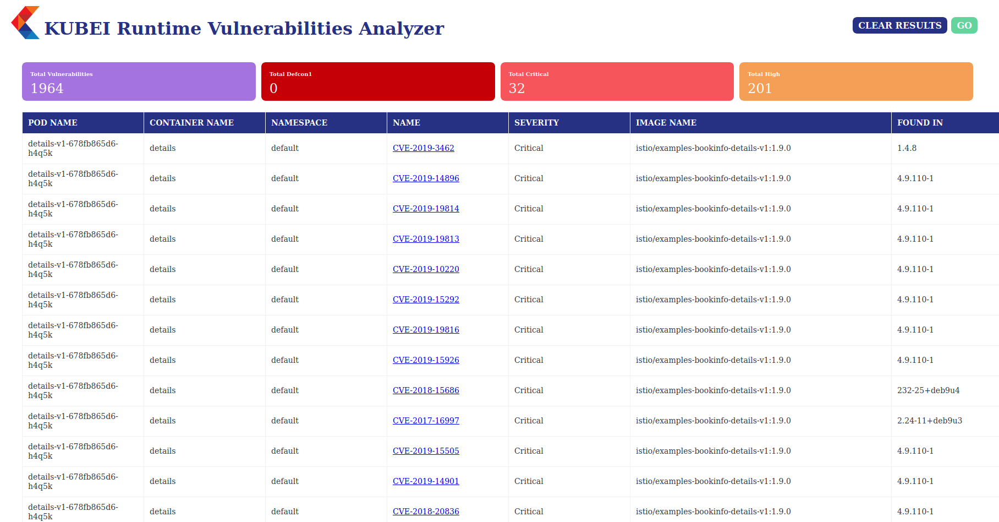 KUBEI Runtime Vulnerabilities Analyzer
CLEAR RESULTS GO
Total Vulnerabilities Total Defcon1 Total Critical Total High
1964 0 32 201
POD NAME CONTAINER NAME NAMESPACE NAME SEVERITY IMAGE NAME FOUND IN
details-v1-678fb865d6-
h4q5k details default CVE-2019-3462 Critical istio/examples-bookinfo-details-v1:1.9.0 1.4.8
details-v1-678fb865d6-
h4q5k details default CVE-2019-14896 Critical istio/examples-bookinfo-details-v1:1.9.0 4.9.110-1
details-v1-678fb865d6-
h4q5k details default CVE-2019-19814 Critical istio/examples-bookinfo-details-v1:1.9.0 4.9.110-1
details-v1-678fb865d6-
h4q5k details default CVE-2019-19813 Critical istio/examples-bookinfo-details-v1:1.9.0 4.9.110-1
details-v1-678fb865d6-
h4q5k details default CVE-2019-10220 Critical istio/examples-bookinfo-details-v1:1.9.0 4.9.110-1
details-v1-678fb865d6-
h4q5k details default CVE-2019-15292 Critical istio/examples-bookinfo-details-v1:1.9.0 4.9.110-1
details-v1-678fb865d6-
h4q5k details default CVE-2019-19816 Critical istio/examples-bookinfo-details-v1:1.9.0 4.9.110-1
details-v1-678fb865d6-
h4q5k details default CVE-2019-15926 Critical istio/examples-bookinfo-details-v1:1.9.0 4.9.110-1
details-v1-678fb865d6-
h4q5k details default CVE-2018-15686 Critical istio/examples-bookinfo-details-v1:1.9.0 232-25+deb9u4
details-v1-678fb865d6-
h4q5k details default CVE-2017-16997 Critical istio/examples-bookinfo-details-v1:1.9.0 2.24-11+deb9u3
details-v1-678fb865d6-
h4q5k details default CVE-2019-15505 Critical istio/examples-bookinfo-details-v1:1.9.0 4.9.110-1
details-v1-678fb865d6-
h4q5k details default CVE-2019-14901 Critical istio/examples-bookinfo-details-v1:1.9.0 4.9.110-1
details-v1-678fb865d6-
h4q5k details default CVE-2018-20836 Critical istio/examples-bookinfo-details-v1:1.9.0 4.9.110-1